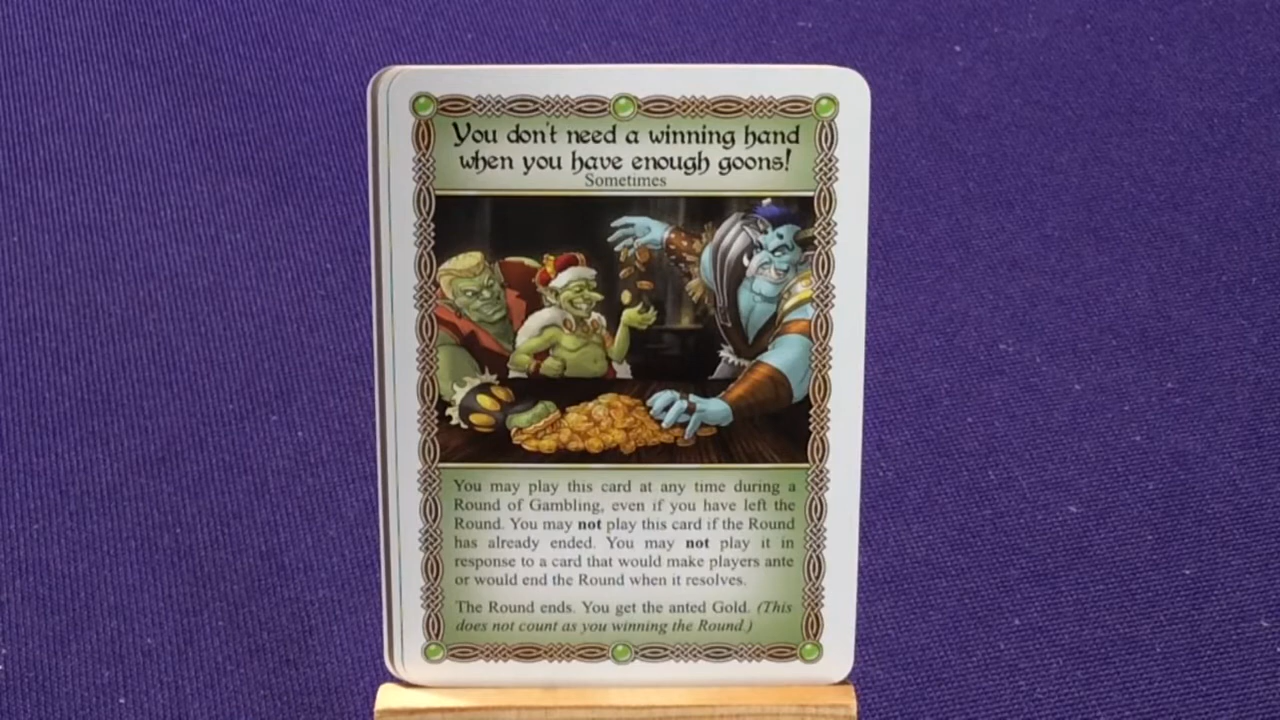 You don't need a winning hand
when you have enough goons!
Sometimes
You may play this card at any time during a
Round of Gambling, even if you have left the
Round. You may not play this card if the Round
has already ended. You may not play it in
response to a card that would make players ante
or would end the Round when it resolves.
The Round ends. You get the anted Gold. (This
does not count as you winning the Round.)